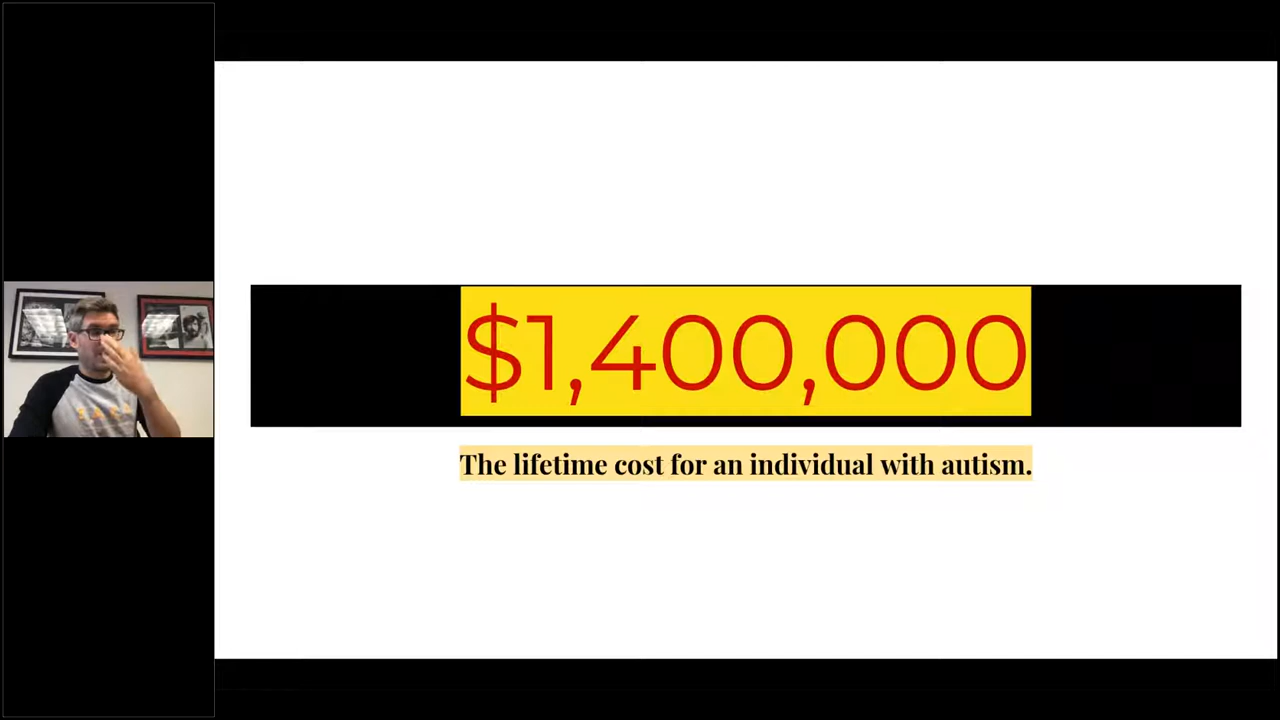 $1,400,000
The lifetime cost for an individual with autism.